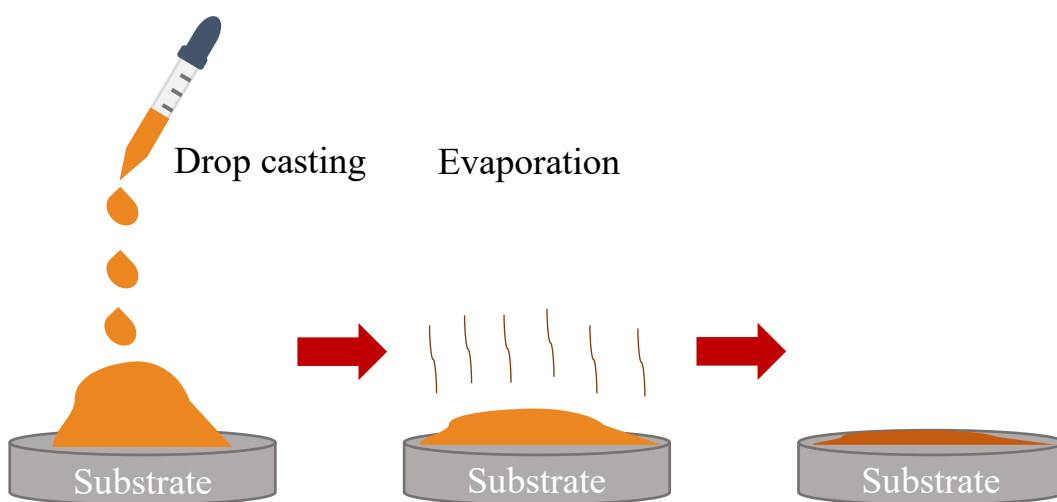 Drop casting
Evaporation
Substrate
Substrate
Substrate